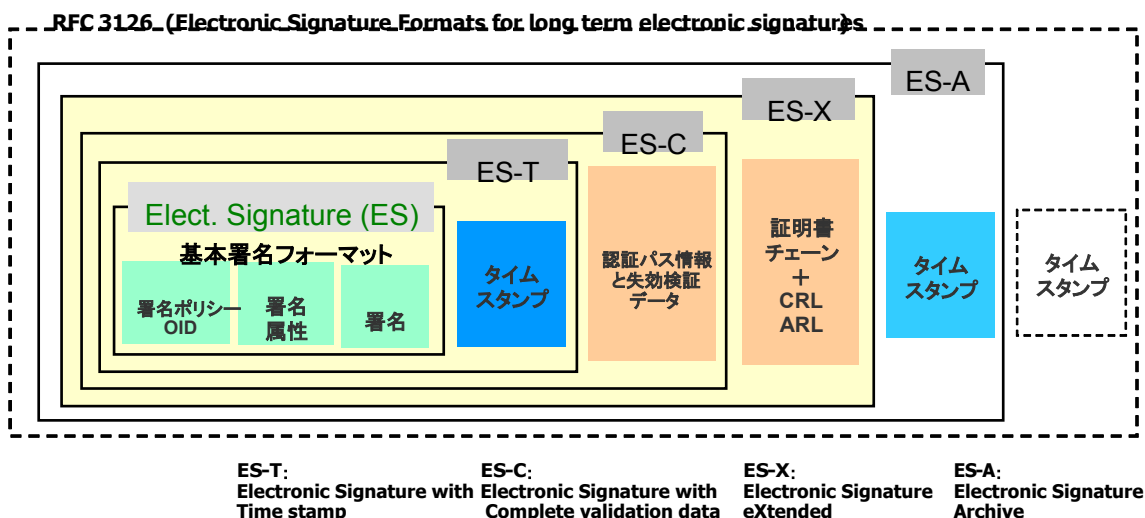 RFC 3126 (Electronic Signature Formats for long term electronic signatures)
ES-A
ES-X
ES-C
ES-T
Elect. Signature (ES)
基本署名フォーマット
署名ポリシー
OID
署名
属性
署名
タイム
スタンプ
認証パス情報
と失効検証
データ
証明書
チェーン
＋
CRL
ARL
タイム
スタンプ
タイム
スタンプ
ES-T:
Electronic Signature with
Time stamp
ES-C:
Electronic Signature with
Complete validation data
ES-X:
Electronic Signature
eXtended
ES-A:
Electronic Signature
Archive